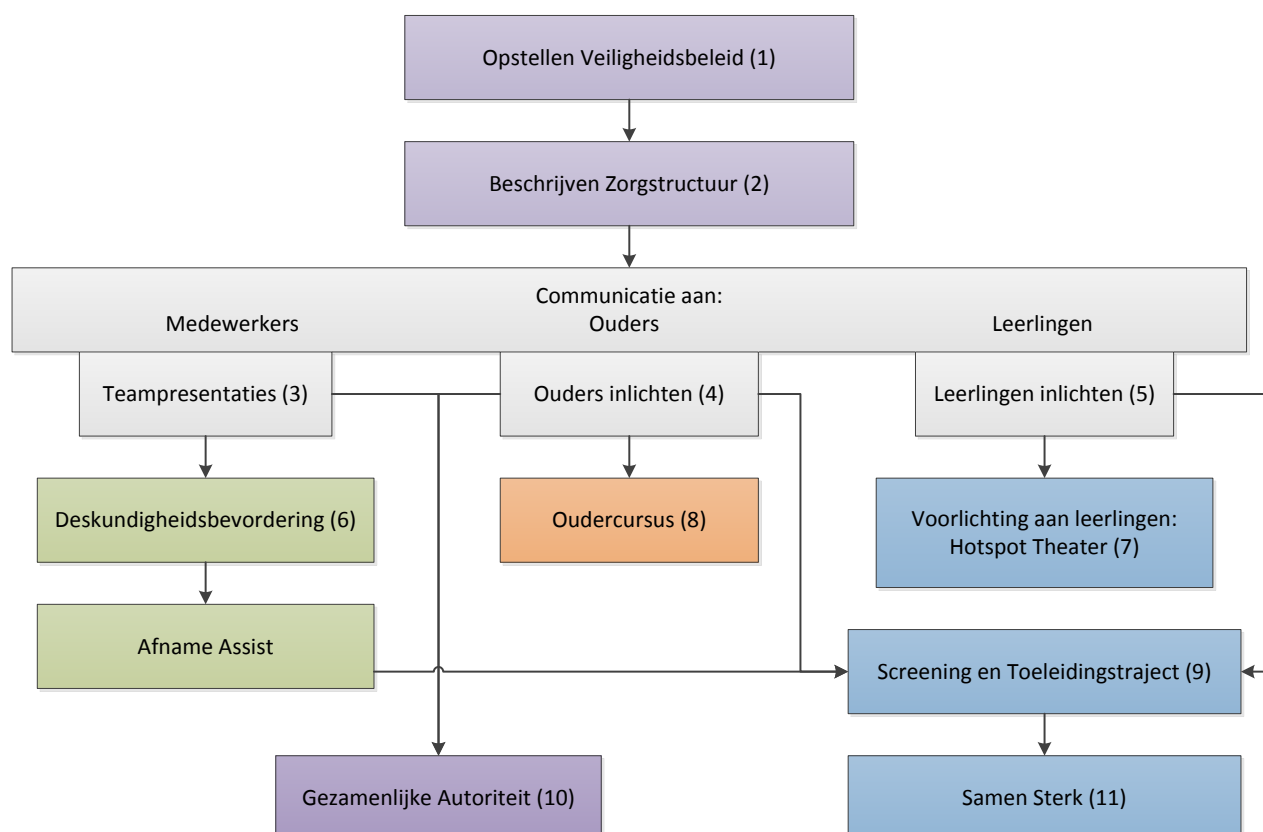 Opstellen Veiligheidsbeleid (1)
Beschrijven Zorgstructuur (2)
Communicatie aan:
Medewerkers
Ouders
Leerlingen
Teampresentaties (3)
Ouders inlichten (4)
Leerlingen inlichten (5)
Deskundigheidsbevordering (6)
Oudercursus (8)
Voorlichting aan leerlingen:
Hotspot Theater (7)
Afname Assist
Screening en Toeleidingstraject (9)
Gezamenlijke Autoriteit (10)
Samen Sterk (11)